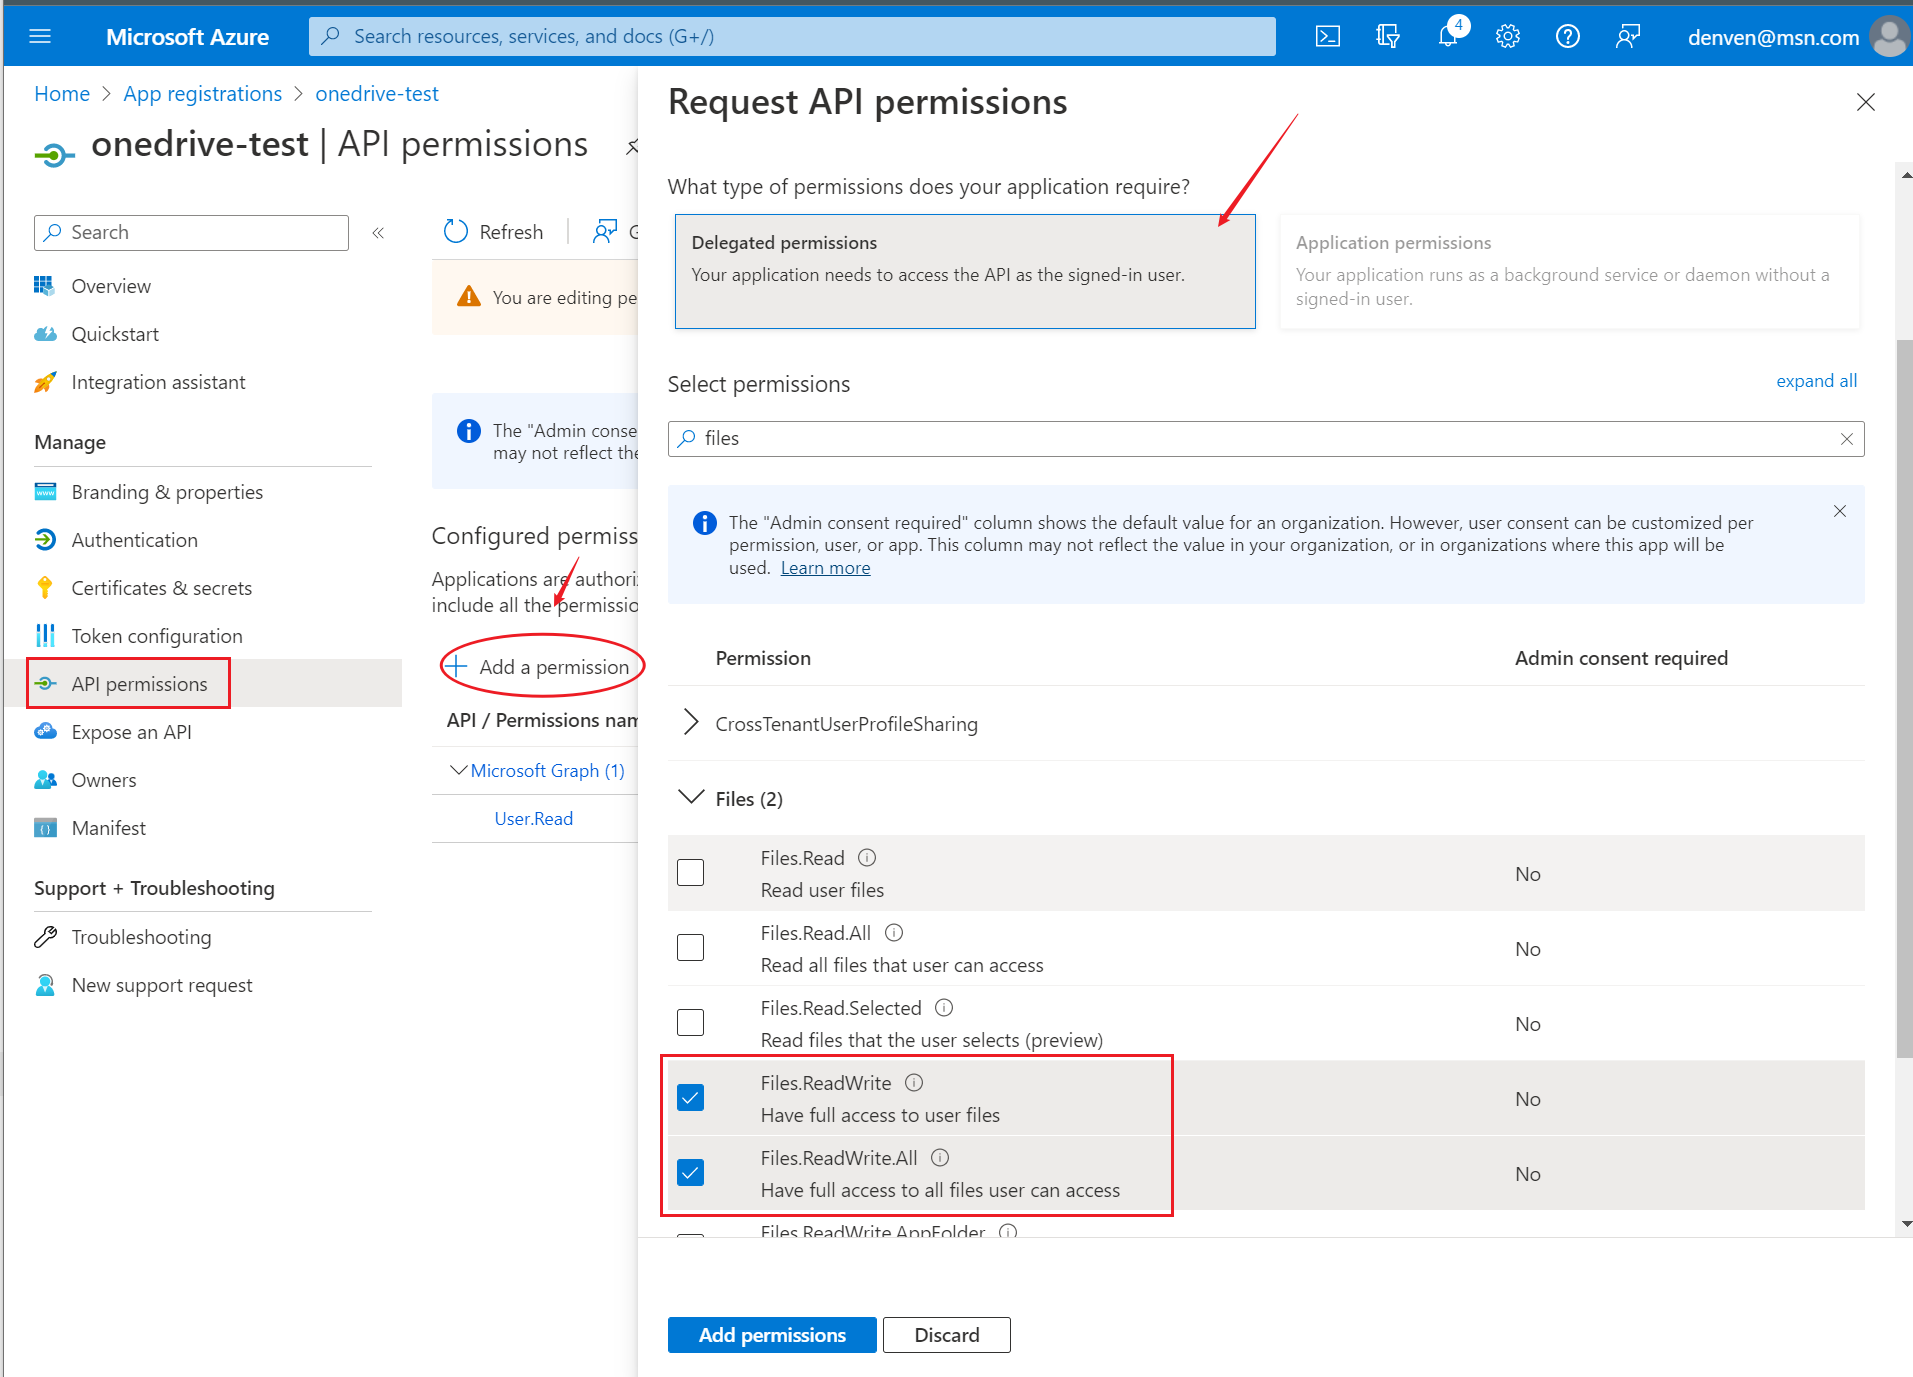 Microsoft Azure
Search resources, services, and docs (G+/)
4
denven@msn.com
Home > App registrations > onedrive-test
onedrive-test | API permissions
Search
«
Overview
Quickstart
Integration assistant
Manage
Branding & properties
Authentication
Certificates & secrets
Token configuration
API permissions
Expose an API
Owners
Manifest
Support + Troubleshooting
Troubleshooting
New support request
Refresh
You are editing pe
The "Admin conse
may not reflect the
Configured permiss
Applications are authori
include all the permissio
Add a permission
API / Permissions nam
Microsoft Graph (1)
User.Read
Request API permissions
What type of permissions does your application require?
Delegated permissions
Your application needs to access the API as the signed-in user.
Application permissions
Your application runs as a background service or daemon without a
signed-in user.
Select permissions
expand all
files
The "Admin consent required" column shows the default value for an organization. However, user consent can be customized per
permission, user, or app. This column may not reflect the value in your organization, or in organizations where this app will be
used. Learn more
Permission Admin consent required
CrossTenantUserProfileSharing
Files (2)
Files.Read
Read user files
No
Files.Read.All
Read all files that user can access
No
Files.Read.Selected
Read files that the user selects (preview)
No
Files.ReadWrite
Have full access to user files
No
Files.ReadWrite.All
Have full access to all files user can access
No
Files.ReadWrite.AppFolder
Add permissions
Discard